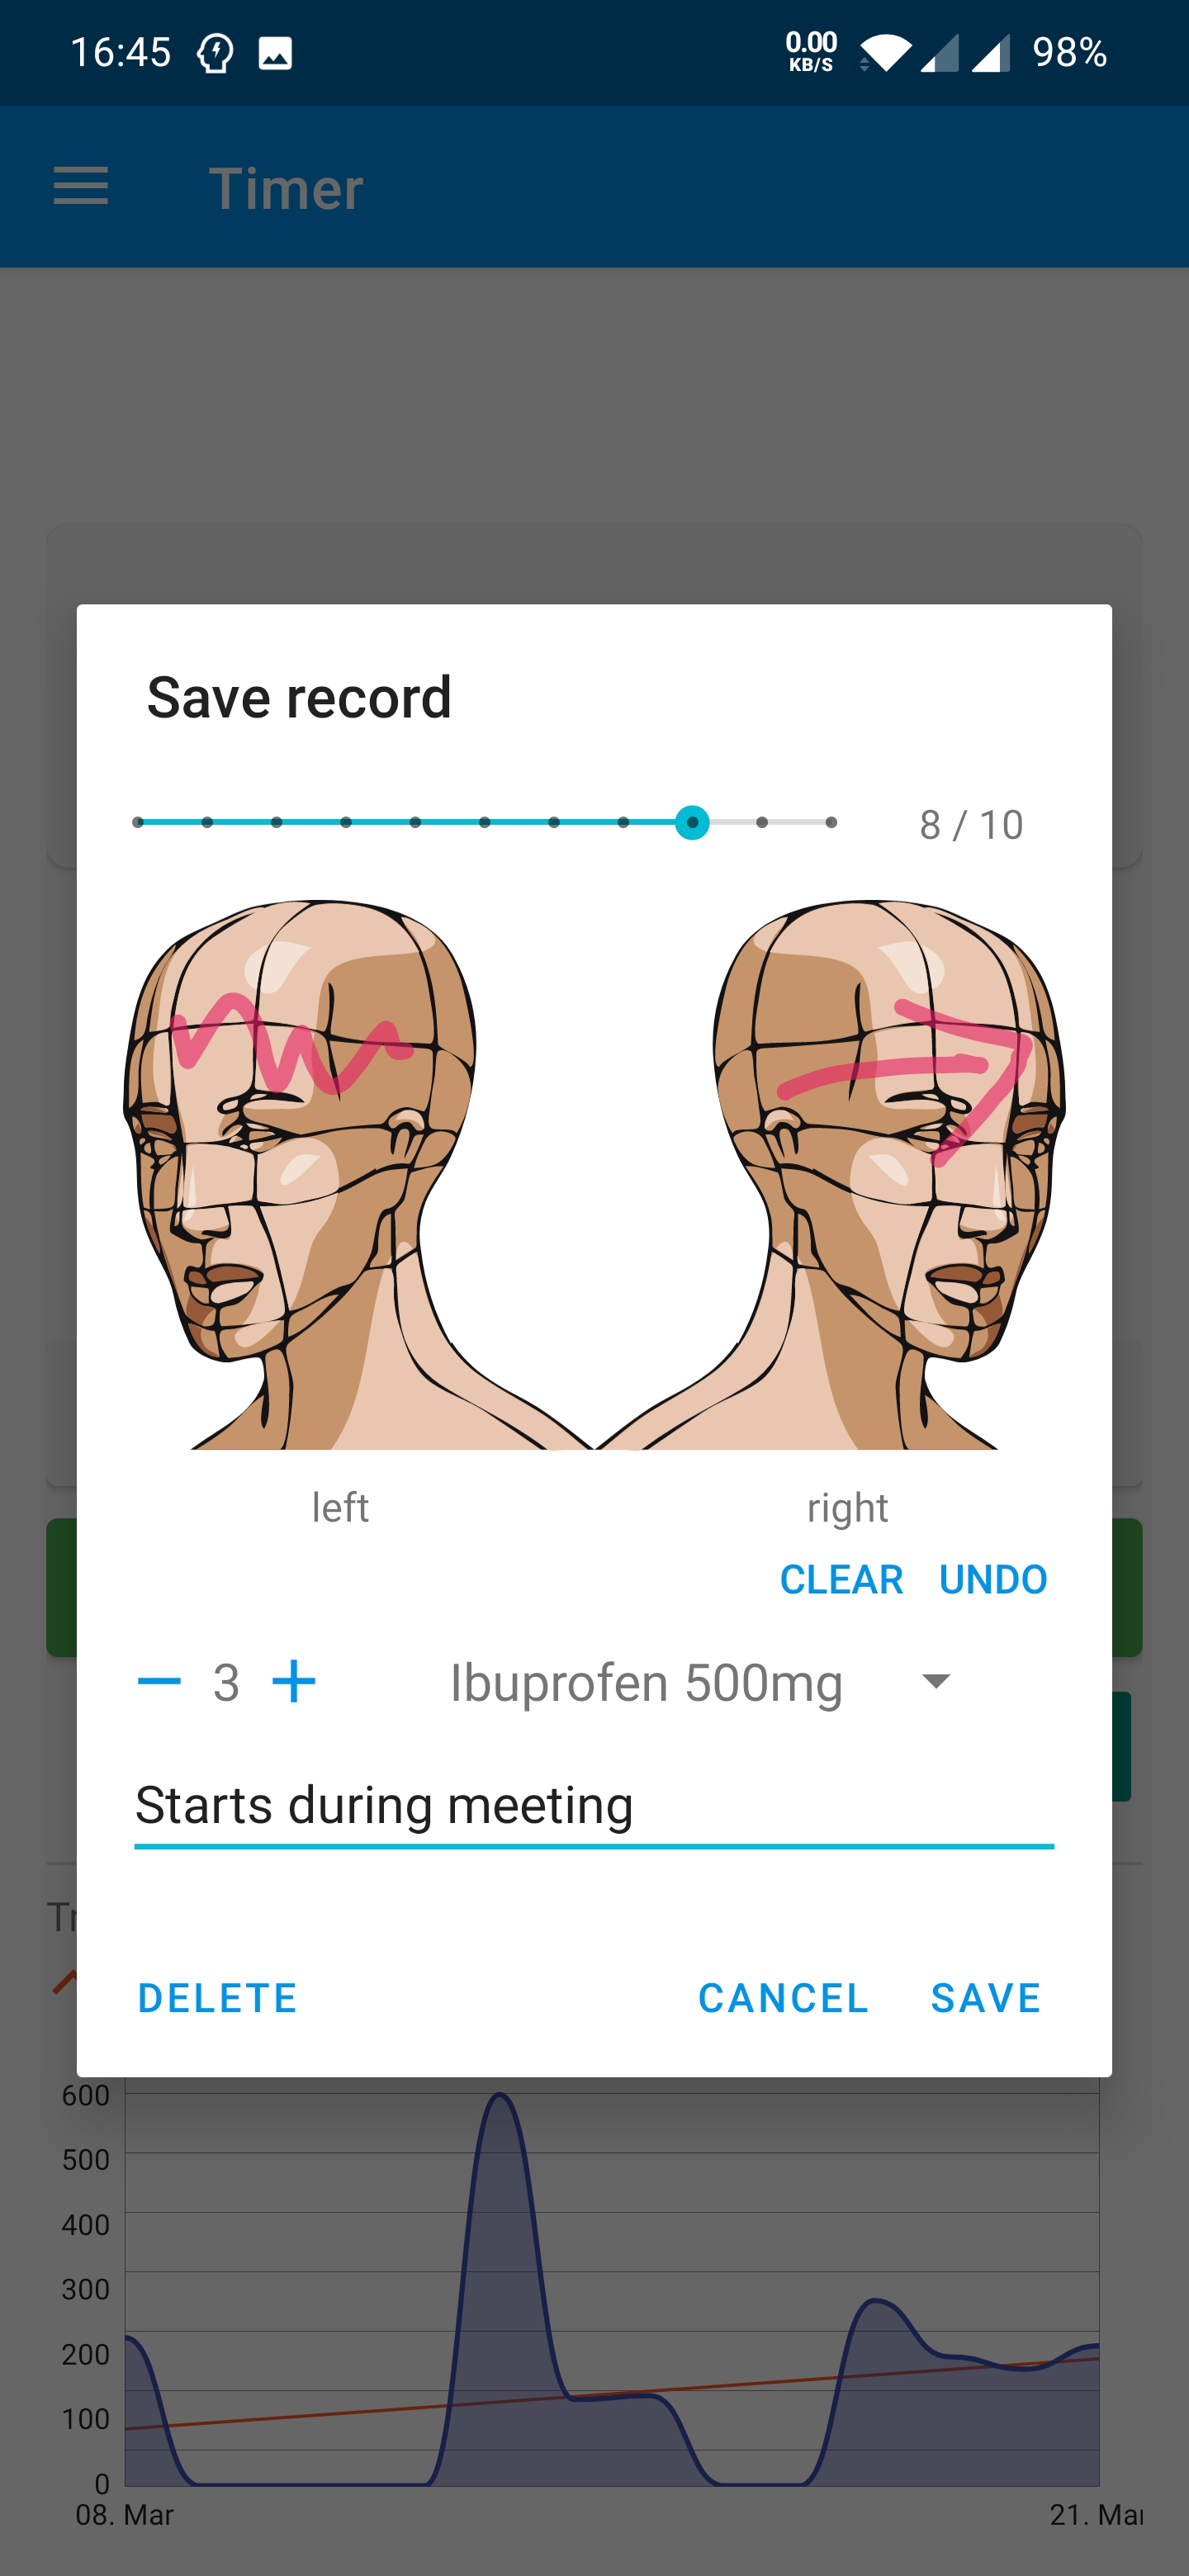 16:45 0.00 KB/S 98%
Timer
Save record
8 / 10
left right
CLEAR UNDO
3 Ibuprofen 500mg
Starts during meeting
Tr
DELETE CANCEL SAVE
600
500
400
300
200
100
0
08. Mar 21. Mar